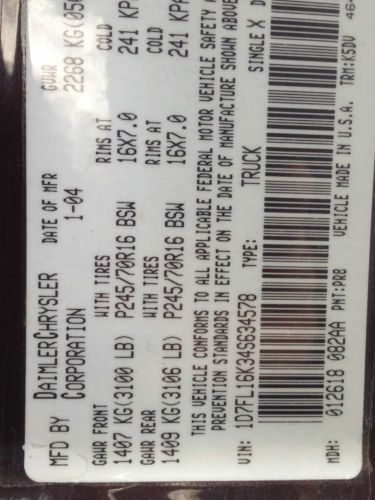 MFD BY DAIMLERCHRYSLER CORPORATION
DATE OF MFR 1-04
GVWR 2268 KG(050
GAWR FRONT WITH TIRES RIMS AT COLD
1407 KG(3100 LB) P245/70R16 BSW 16X7.0 241 KPA
GAWR REAR WITH TIRES RIMS AT COLD
1409 KG(3106 LB) P245/70R16 BSW 16X7.0 241 KPA
THIS VEHICLE CONFORMS TO ALL APPLICABLE FEDERAL MOTOR VEHICLE SAFETY
PREVENTION STANDARDS IN EFFECT ON THE DATE OF MANUFACTURE SHOWN ABOVE
VIN: 1D7FL16K34S634578 TYPE: TRUCK SINGLE X D
MDH: 012618 082AA PNT:PR8 VEHICLE MADE IN U.S.A. TRM:K5DV 464